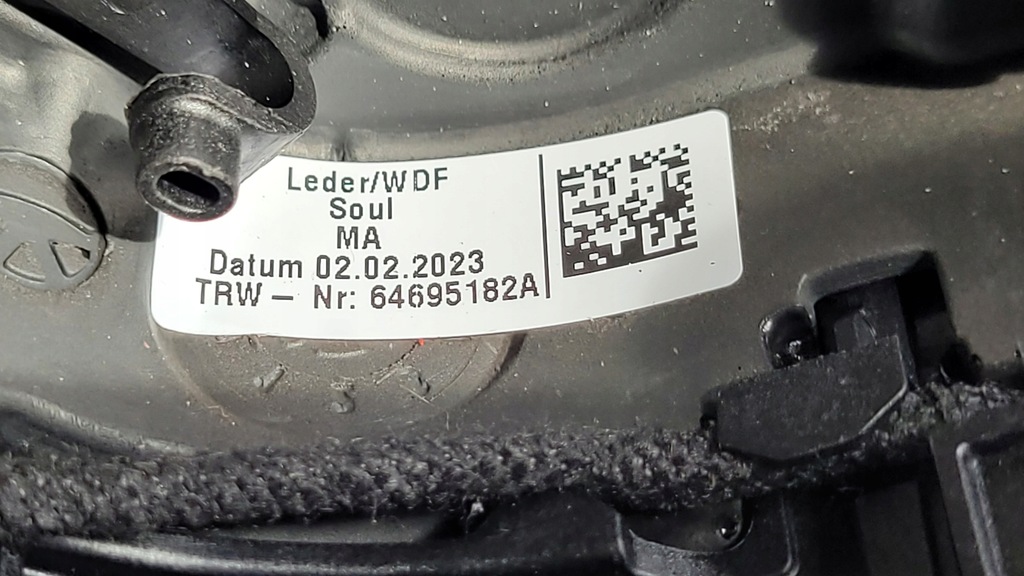 Leder/WDF
Soul
MA
Datum 02.02.2023
TRW – Nr: 64695182A